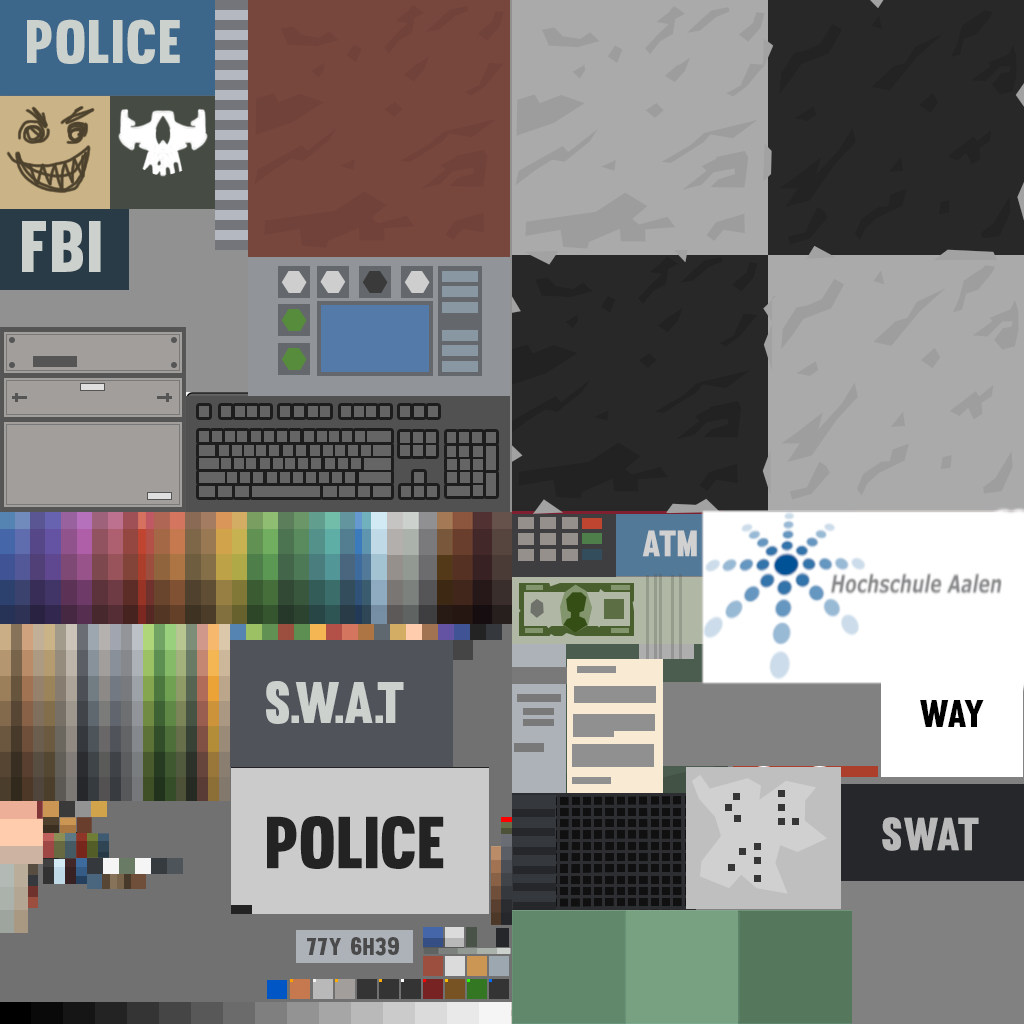 POLICE
FBI
ATM
Hochschule Aalen
S.W.A.T
WAY
POLICE
SWAT
77Y 6H39